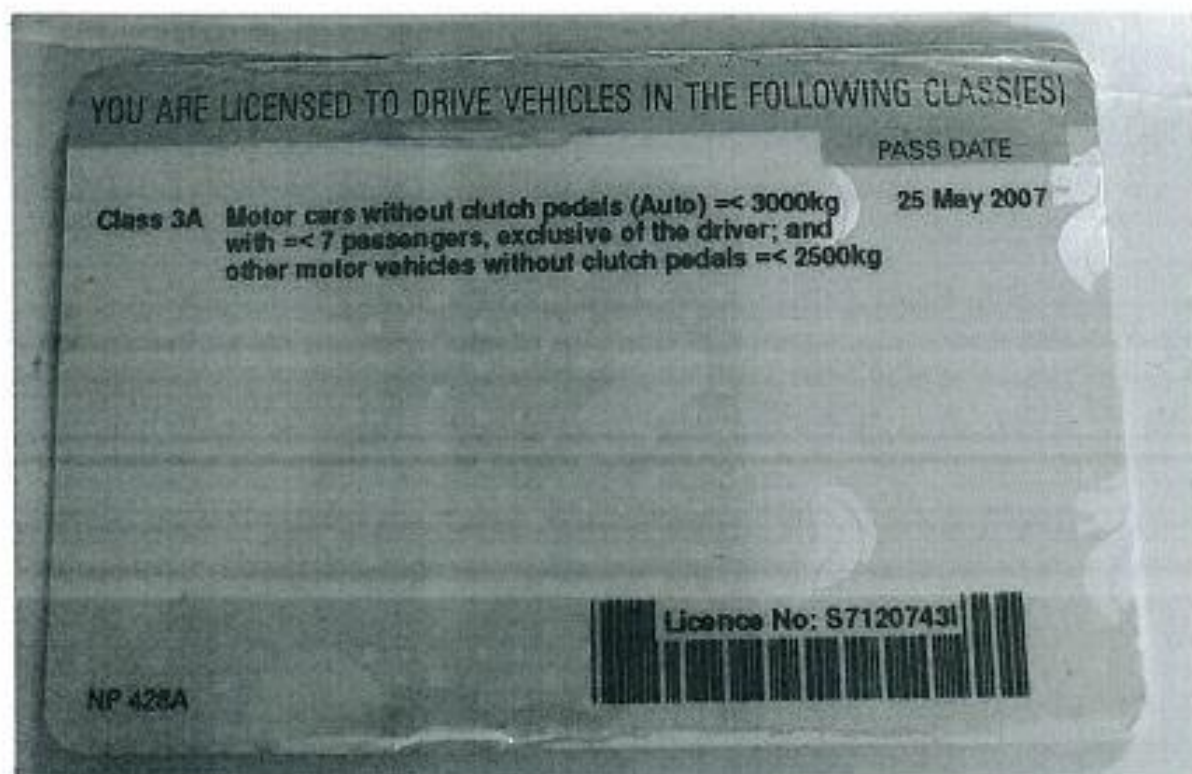 YOU ARE LICENSED TO DRIVE VEHICLES IN THE FOLLOWING CLASS(ES)
PASS DATE
Class 3A Motor cars without clutch pedals (Auto) =< 3000kg 25 May 2007
with =< 7 passengers, exclusive of the driver; and
other motor vehicles without clutch pedals =< 2500kg
Licence No: S7120743I
NP 428A